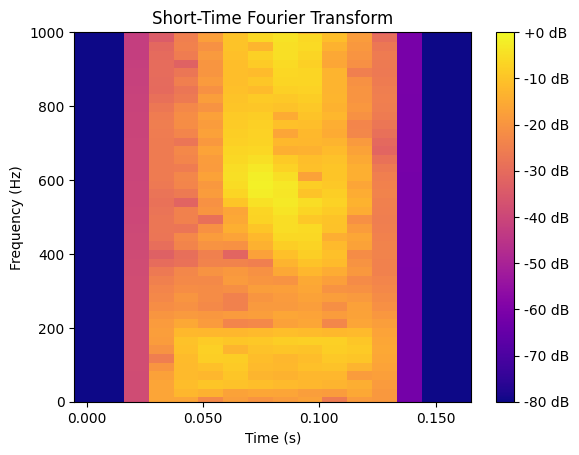 Short-Time Fourier Transform
1000
800
600
400
200
0
Frequency (Hz)
0.000
0.050
0.100
0.150
Time (s)
+0 dB
-10 dB
-20 dB
-30 dB
-40 dB
-50 dB
-60 dB
-70 dB
-80 dB